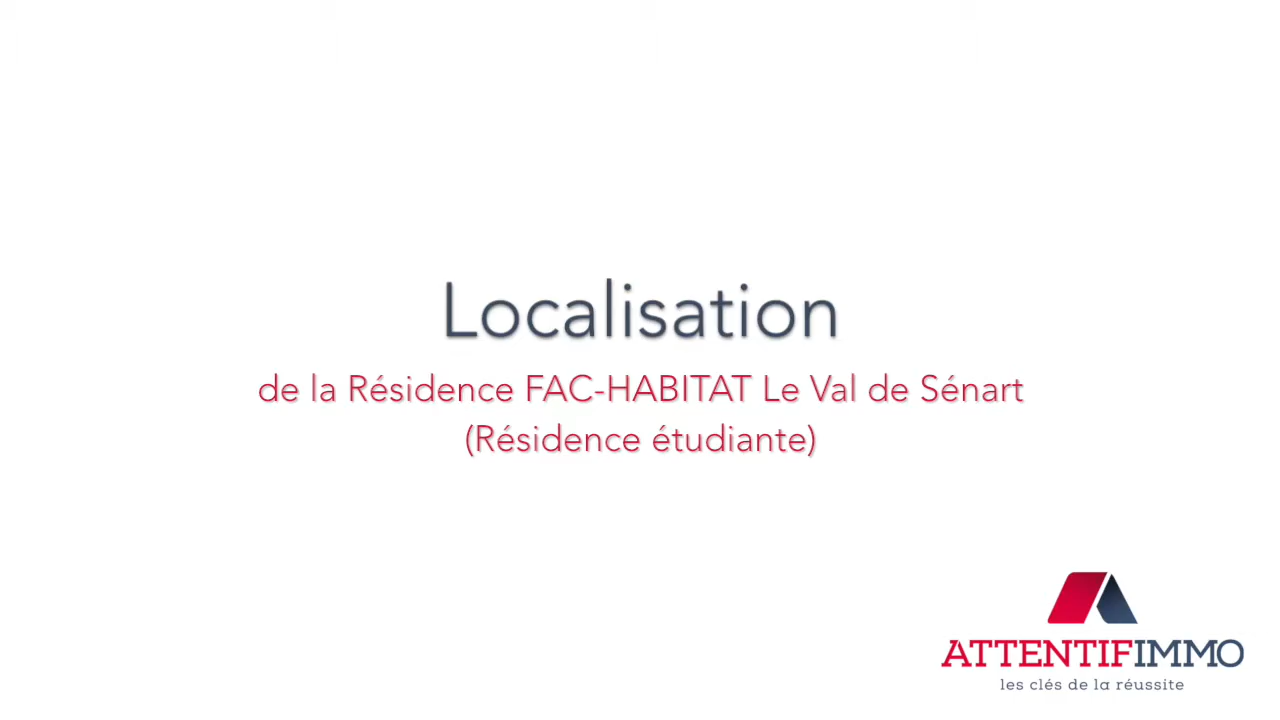 Localisation
de la Résidence FAC-HABITAT Le Val de Sénart
(Résidence étudiante)
ATTENTIFIMMO
les clés de la réussite